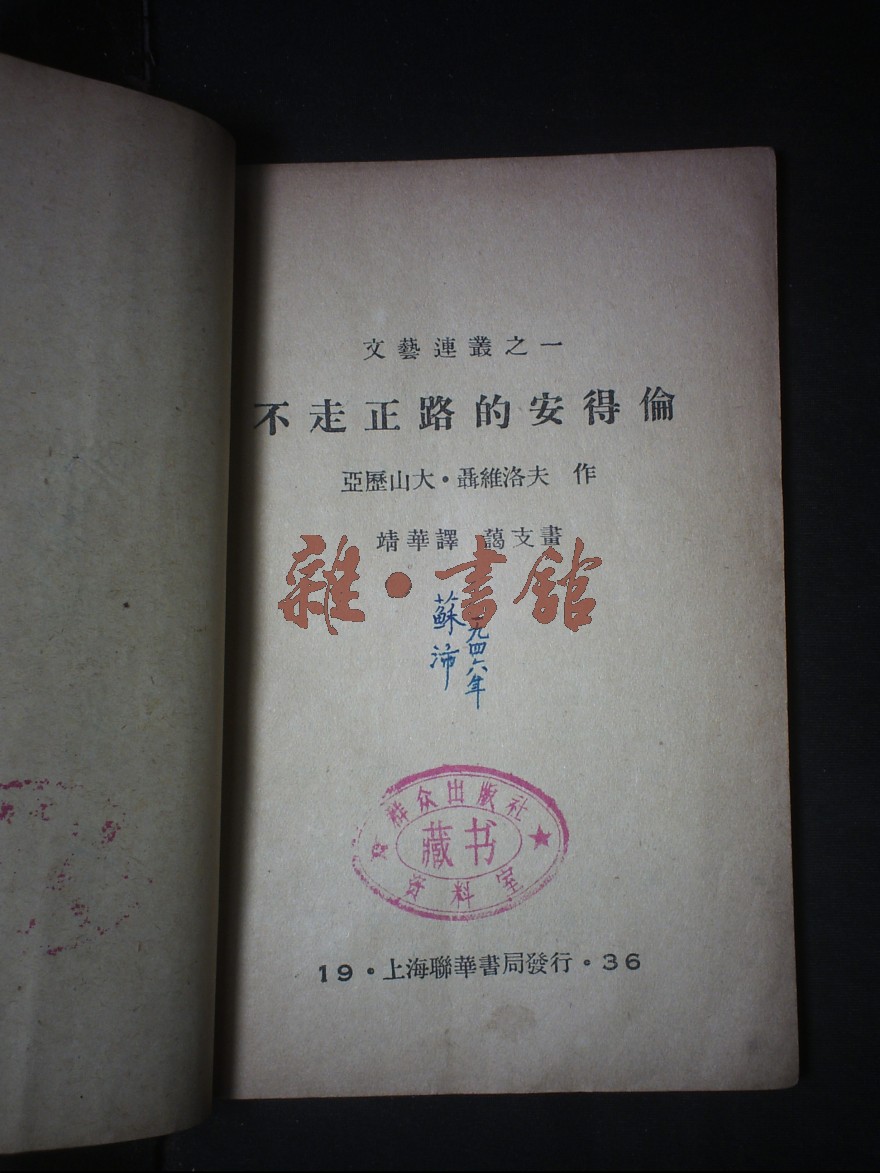 文藝連叢之一
不走正路的安得倫
亞歷山大・聶維洛夫 作
靖華譯 藹支畫
雜・書館
蘇沛
一九四六年
群众出版社
藏书
资料室
19・上海聯華書局發行・36